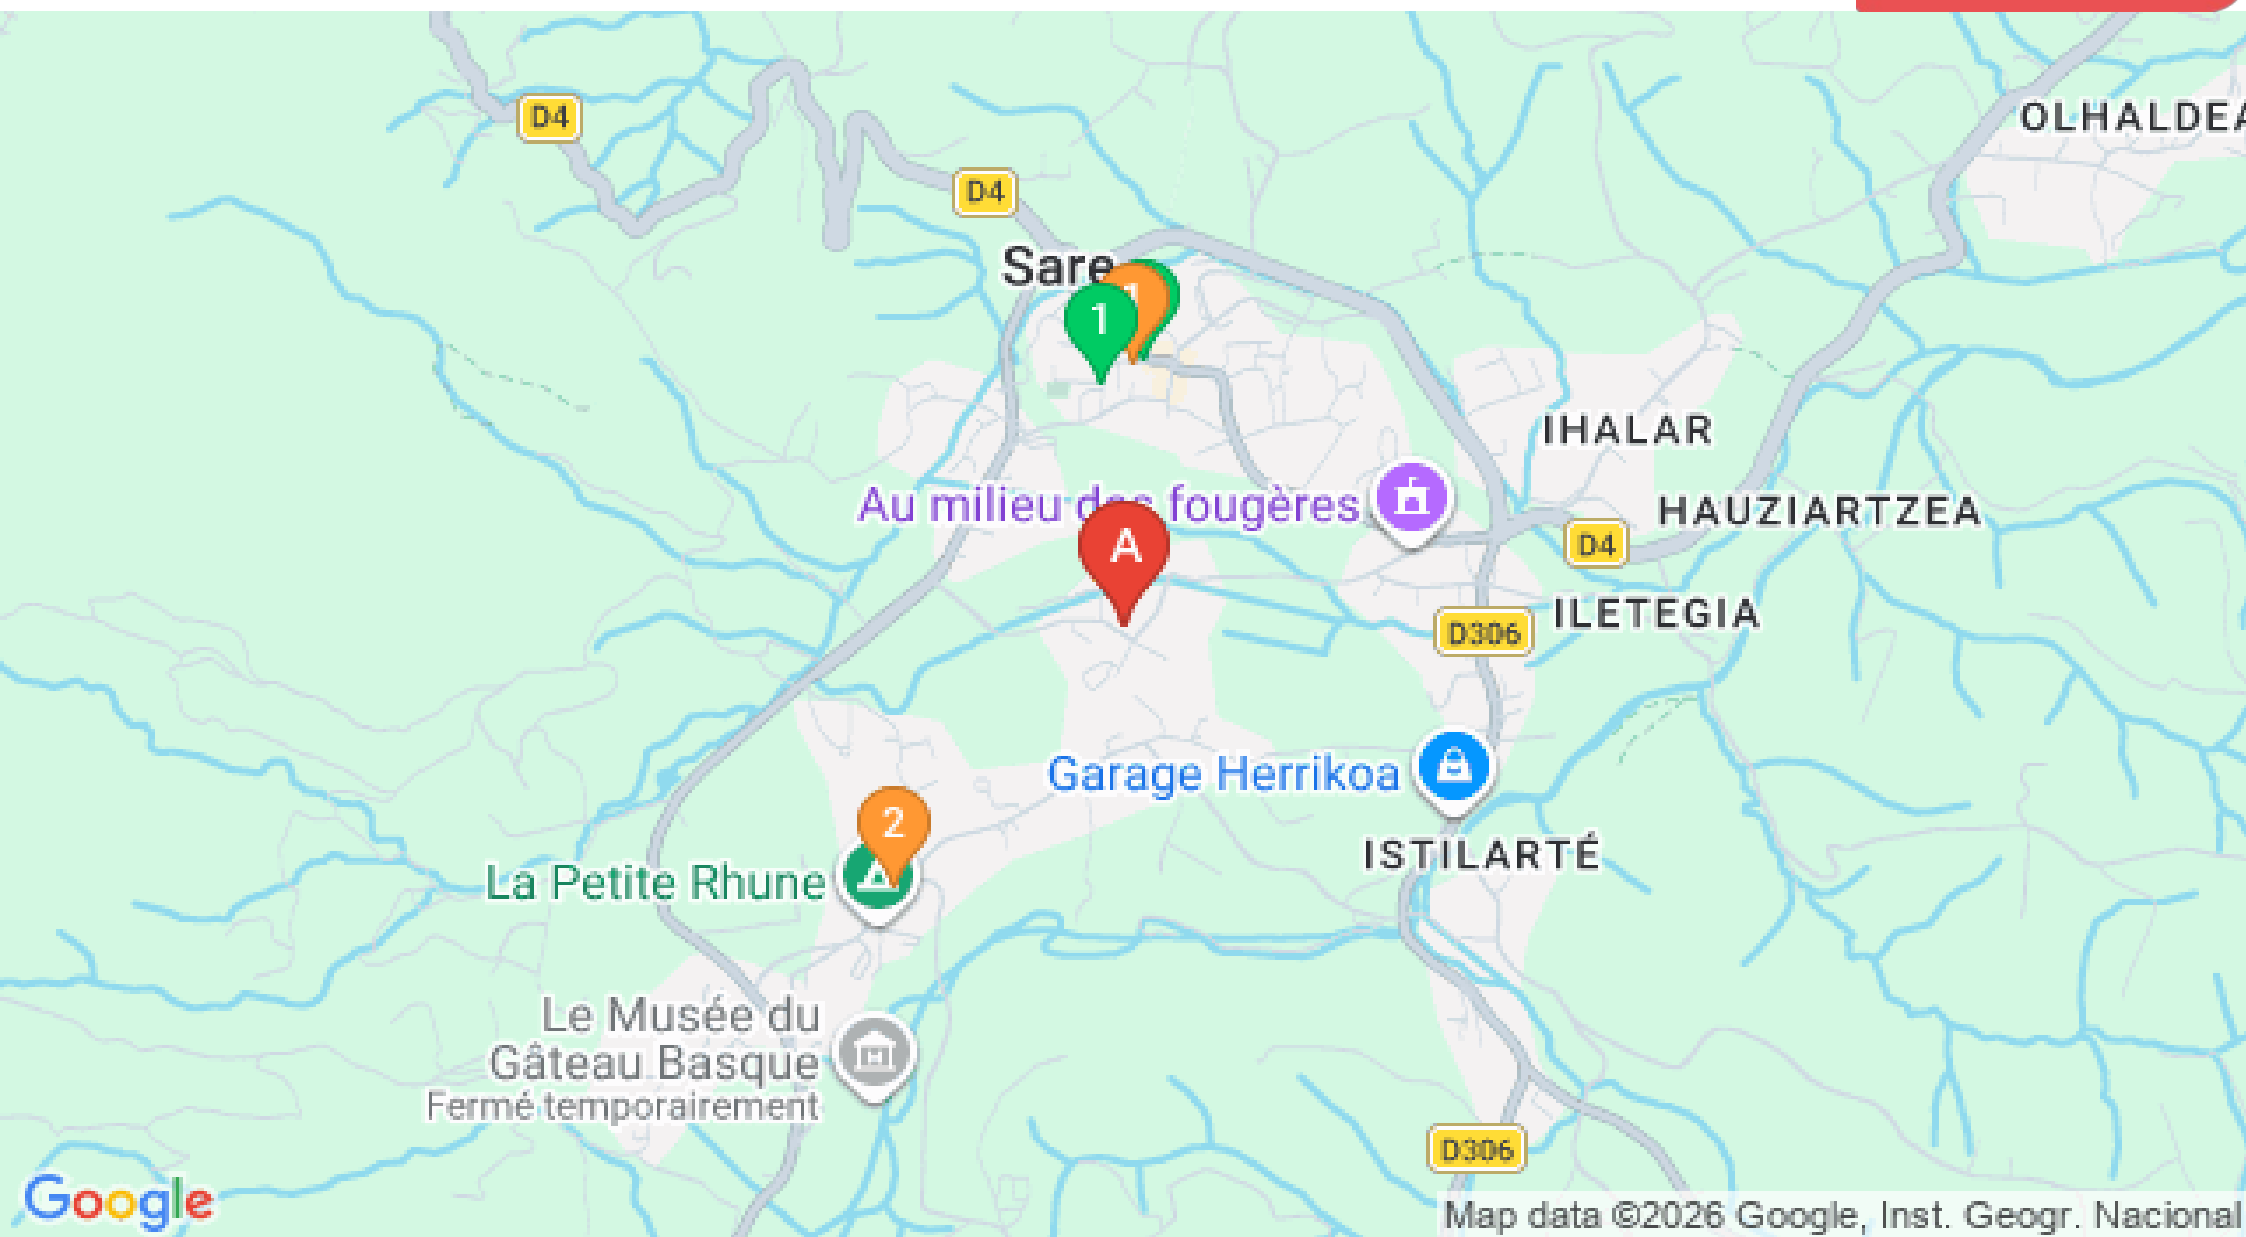 D4
OLHALDEA
D4
Sare
1
1
IHALAR
Au milieu des fougères
HAUZIARTZEA
A
D4
ILETEGIA
D306
Garage Herrikoa
2
ISTILARTÉ
La Petite Rhune
Le Musée du
Gâteau Basque
Fermé temporairement
D306
Google
Map data ©2026 Google, Inst. Geogr. Nacional